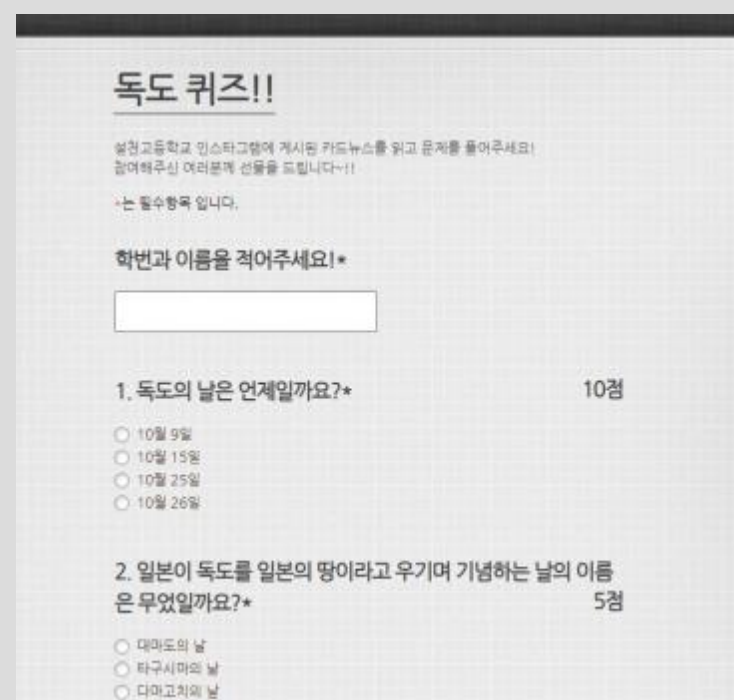 독도 퀴즈!!
설천고등학교 인스타그램에 게시된 카드뉴스를 읽고 문제를 풀어주세요!
참여해주신 여러분께 선물을 드립니다~!!
*는 필수항목 입니다.
학번과 이름을 적어주세요!*
1. 독도의 날은 언제일까요?* 10점
10월 9일
10월 15일
10월 25일
10월 26일
2. 일본이 독도를 일본의 땅이라고 우기며 기념하는 날의 이름
은 무엇일까요?* 5점
대마도의 날
타구시마의 날
다마고치의 날